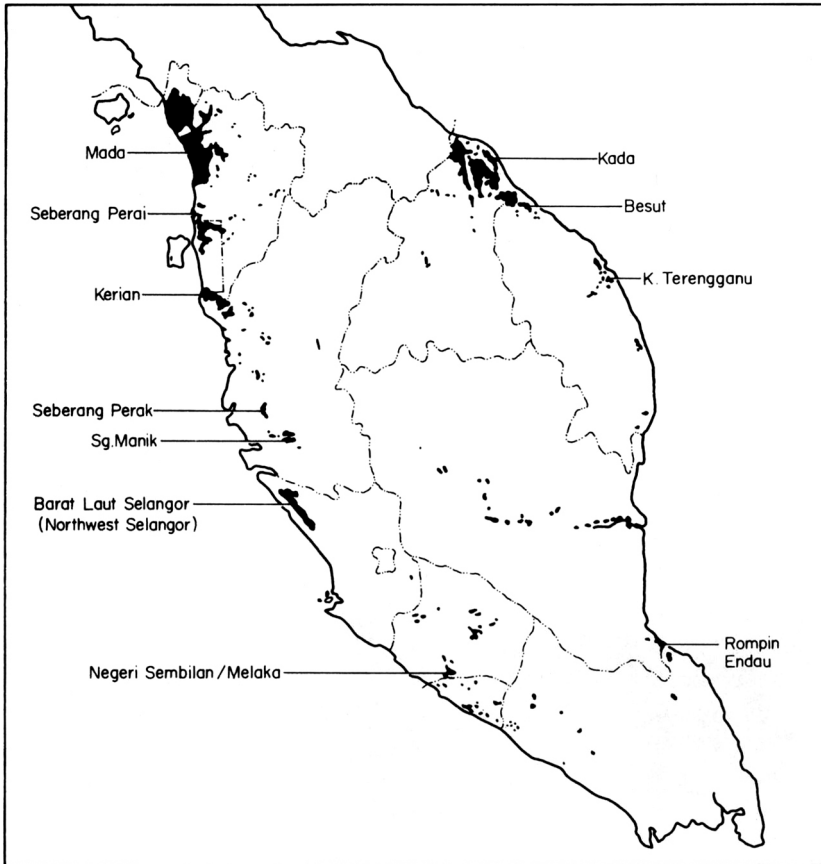 Mada
Kada
Seberang Perai
Besut
K. Terengganu
Kerian
Seberang Perak
Sg. Manik
Barat Laut Selangor
(Northwest Selangor)
Rompin
Endau
Negeri Sembilan/Melaka